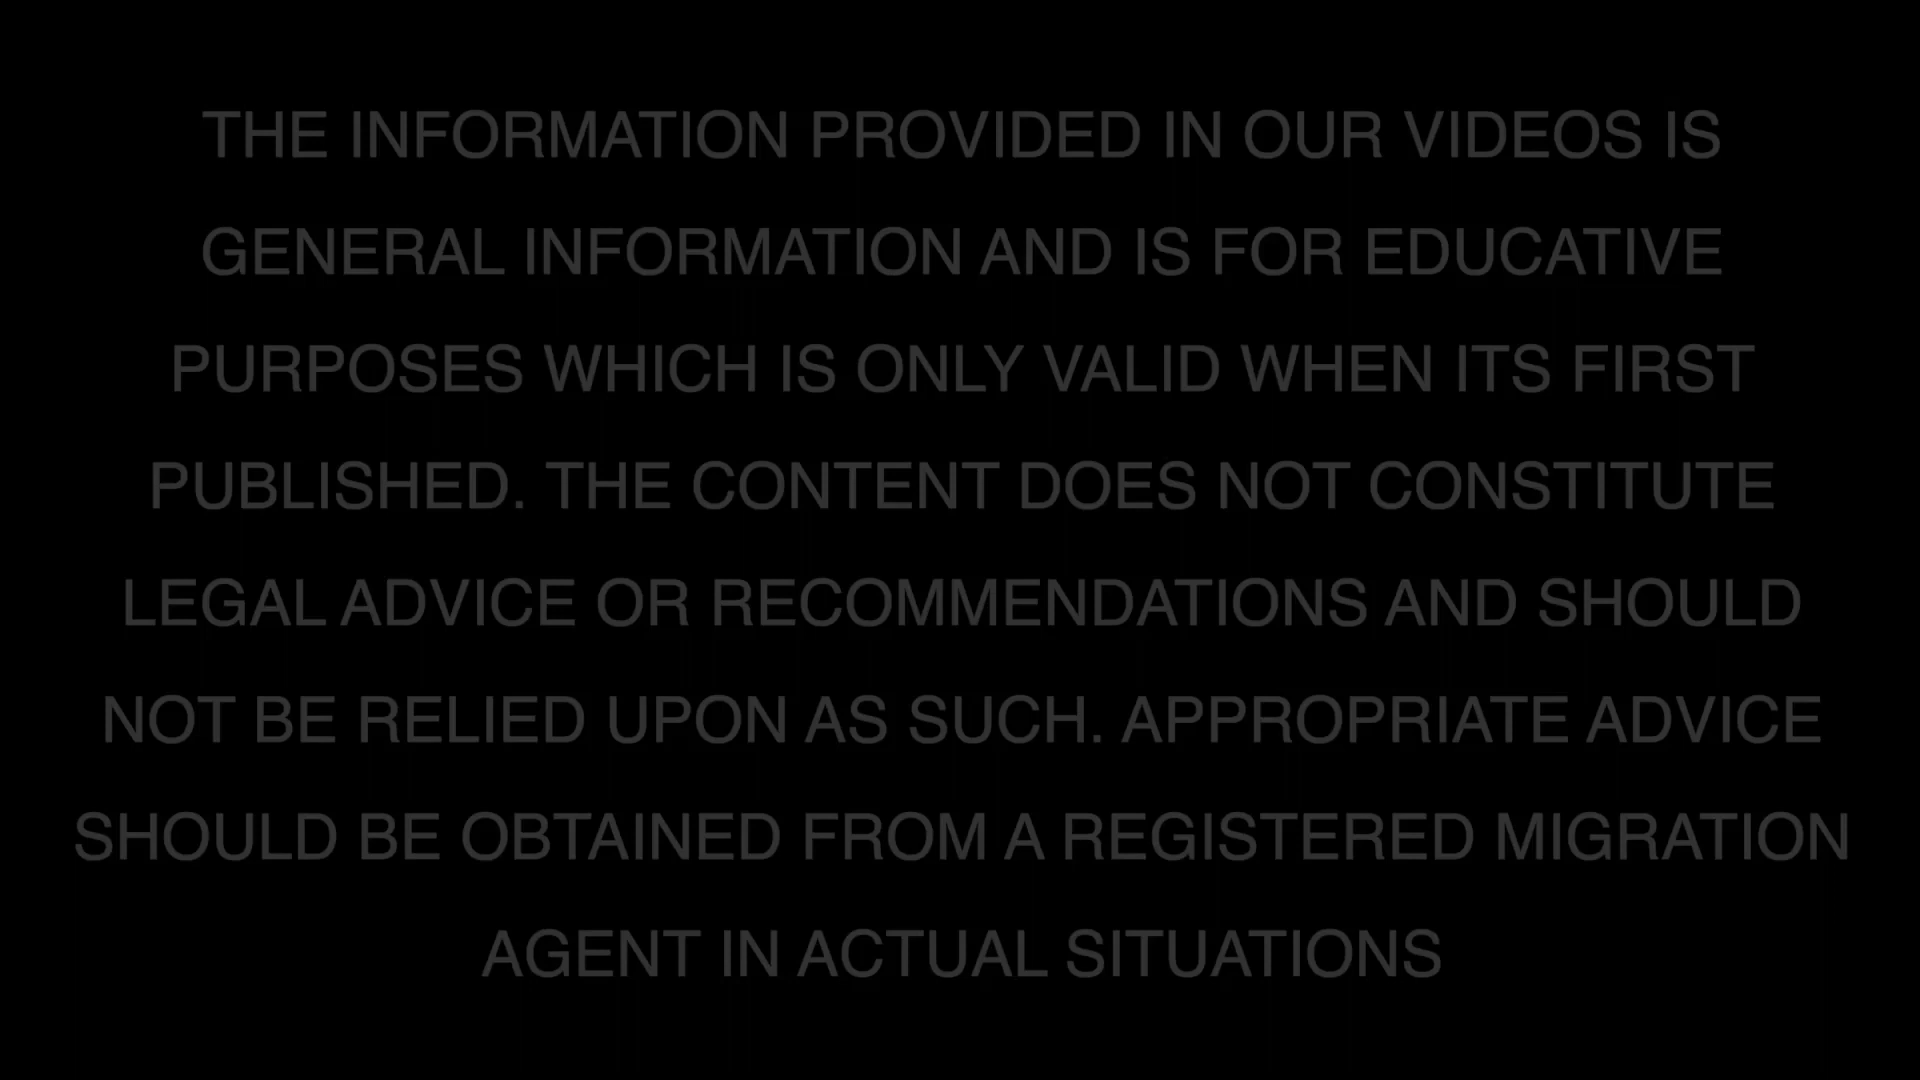 THE INFORMATION PROVIDED IN OUR VIDEOS IS
GENERAL INFORMATION AND IS FOR EDUCATIVE
PURPOSES WHICH IS ONLY VALID WHEN ITS FIRST
PUBLISHED. THE CONTENT DOES NOT CONSTITUTE
LEGAL ADVICE OR RECOMMENDATIONS AND SHOULD
NOT BE RELIED UPON AS SUCH. APPROPRIATE ADVICE
SHOULD BE OBTAINED FROM A REGISTERED MIGRATION
AGENT IN ACTUAL SITUATIONS